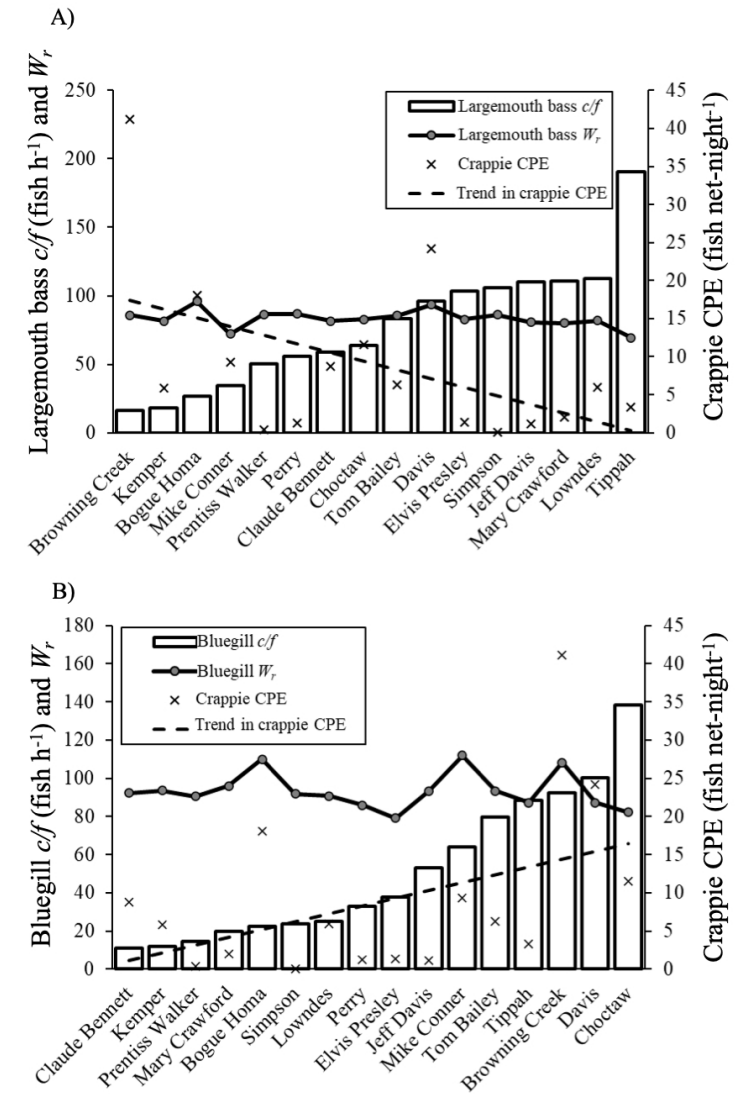 A)
Largemouth bass c/f (fish h-1) and Wr
250
200
150
100
50
0
Largemouth bass c/f
Largemouth bass Wr
Crappie CPE
Trend in crappie CPE
45
40
35
30
25
20
15
10
5
0
Crappie CPE (fish net-night-1)
Browning Creek
Kemper
Bogue Homa
Mike Conner
Prentiss Walker
Perry
Claude Bennett
Choctaw
Tom Bailey
Davis
Elvis Presley
Simpson
Jeff Davis
Mary Crawford
Lowndes
Tippah
B)
Bluegill c/f (fish h-1) and Wr
180
160
140
120
100
80
60
40
20
0
Bluegill c/f
Bluegill Wr
Crappie CPE
Trend in crappie CPE
45
40
35
30
25
20
15
10
5
0
Crappie CPE (fish net-night-1)
Claude Bennett
Kemper
Prentiss Walker
Mary Crawford
Bogue Homa
Simpson
Lowndes
Perry
Elvis Presley
Jeff Davis
Mike Conner
Tom Bailey
Tippah
Browning Creek
Davis
Choctaw